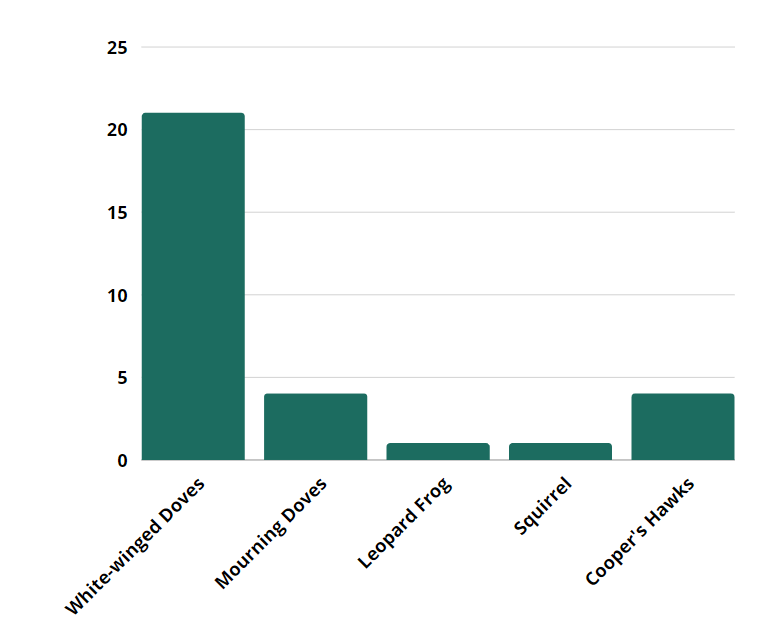 25
20
15
10
5
0
White-winged Doves
Mourning Doves
Leopard Frog
Squirrel
Cooper's Hawks